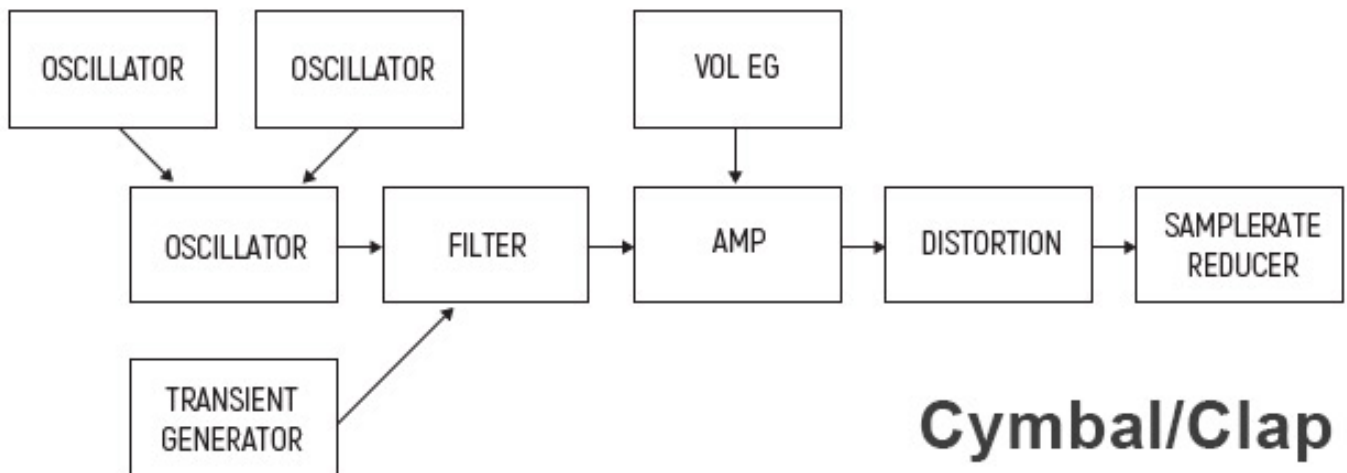 OSCILLATOR
OSCILLATOR
VOL EG
OSCILLATOR
FILTER
AMP
DISTORTION
SAMPLERATE
REDUCER
TRANSIENT
GENERATOR
Cymbal/Clap